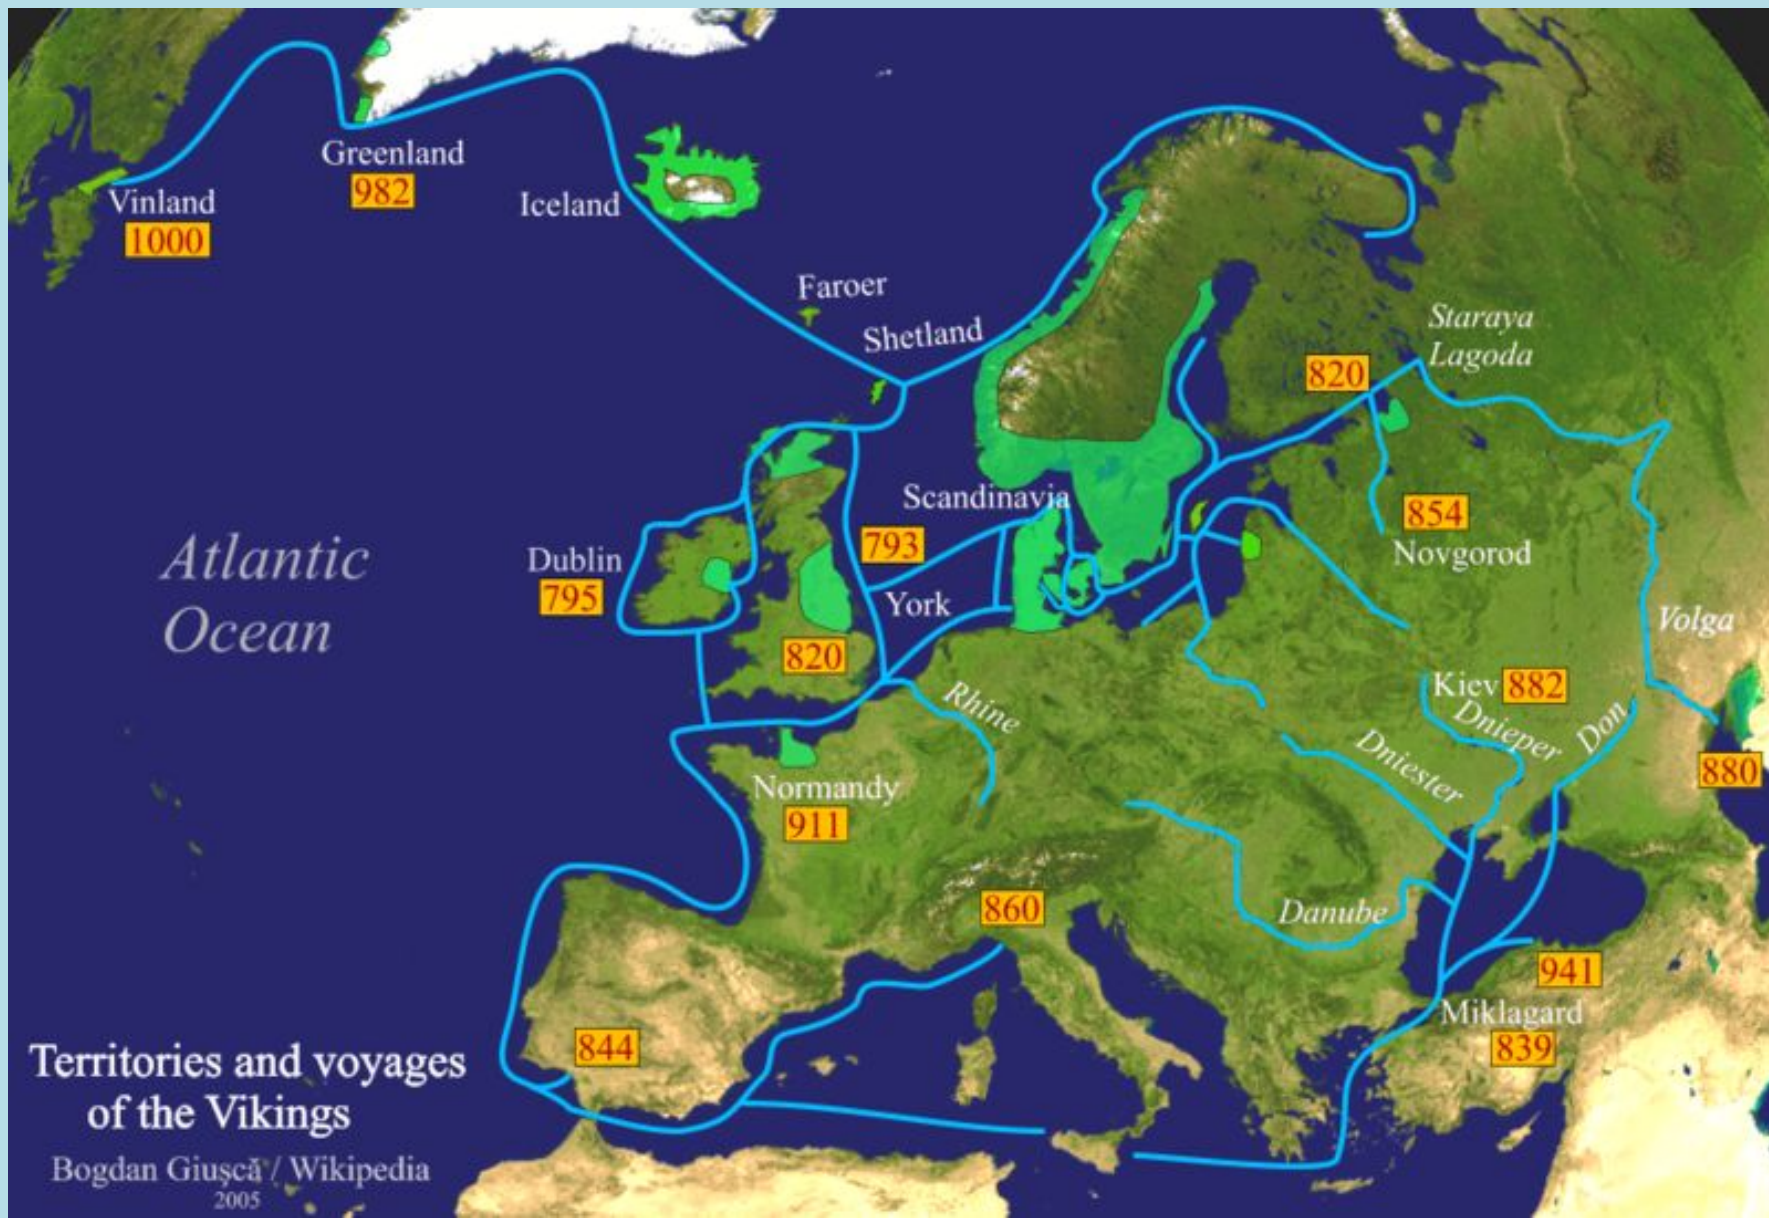 Greenland
982
Vinland
1000
Iceland
Faroer
Shetland
Staraya
Lagoda
820
Scandinavia
793
854
Novgorod
Dublin
795
York
Atlantic
Ocean
820
Volga
Kiev 882
Rhine
Dnieper
Don
Dniester
880
Normandy
911
860
Danube
941
Miklagard
839
844
Territories and voyages
of the Vikings
Bogdan Giuşcă / Wikipedia
2005